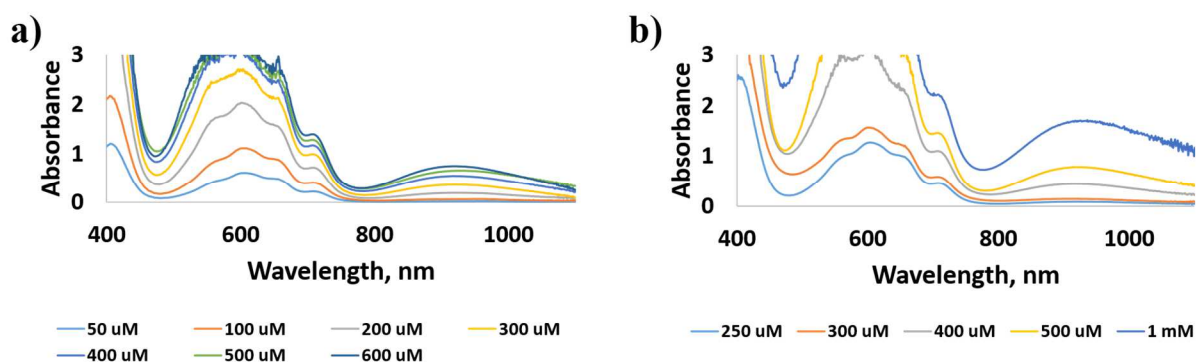 a)
Absorbance
3
2
1
0
400 600 800 1000
Wavelength, nm
50 uM 100 uM 200 uM 300 uM
400 uM 500 uM 600 uM
b)
Absorbance
3
2
1
0
400 600 800 1000
Wavelength, nm
250 uM 300 uM 400 uM 500 uM 1 mM